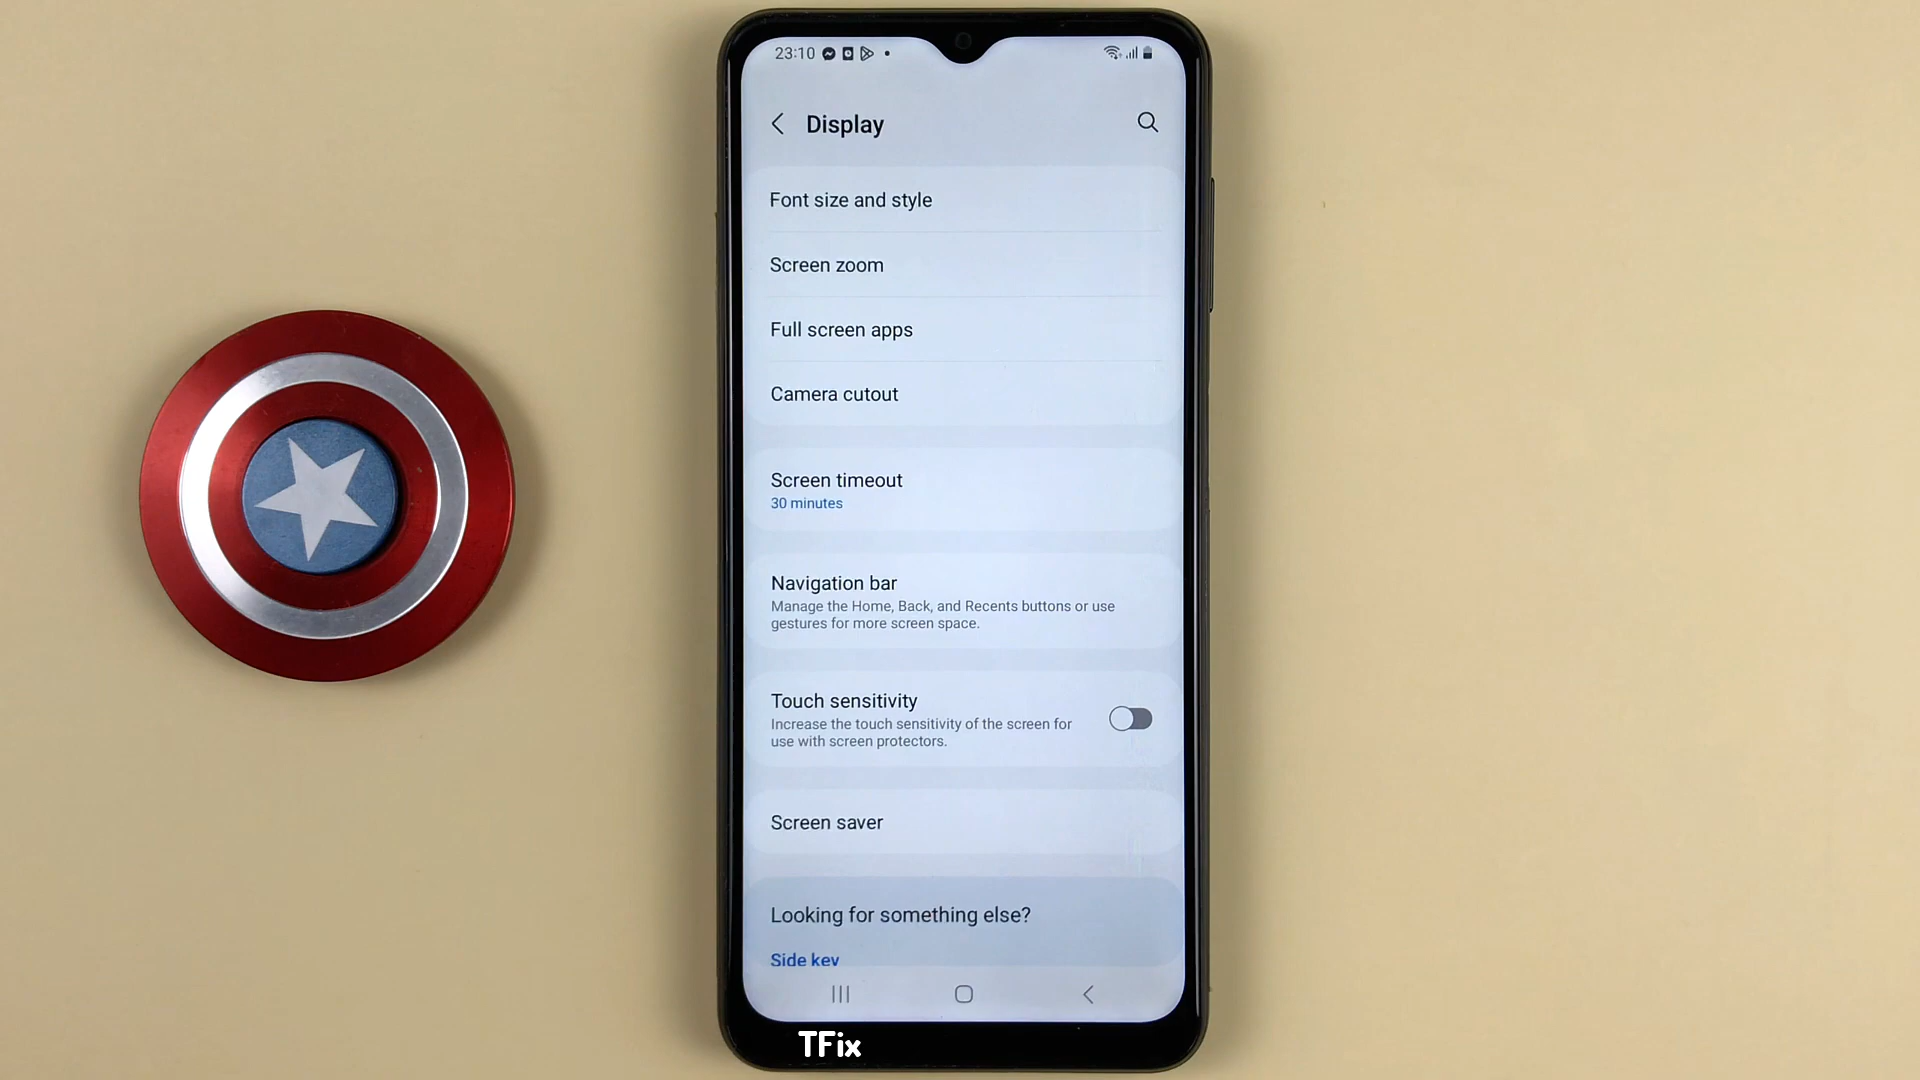 23:10
Display
Font size and style
Screen zoom
Full screen apps
Camera cutout
Screen timeout
30 minutes
Navigation bar
Manage the Home, Back, and Recents buttons or use
gestures for more screen space.
Touch sensitivity
Increase the touch sensitivity of the screen for
use with screen protectors.
Screen saver
Looking for something else?
Side key
TFix